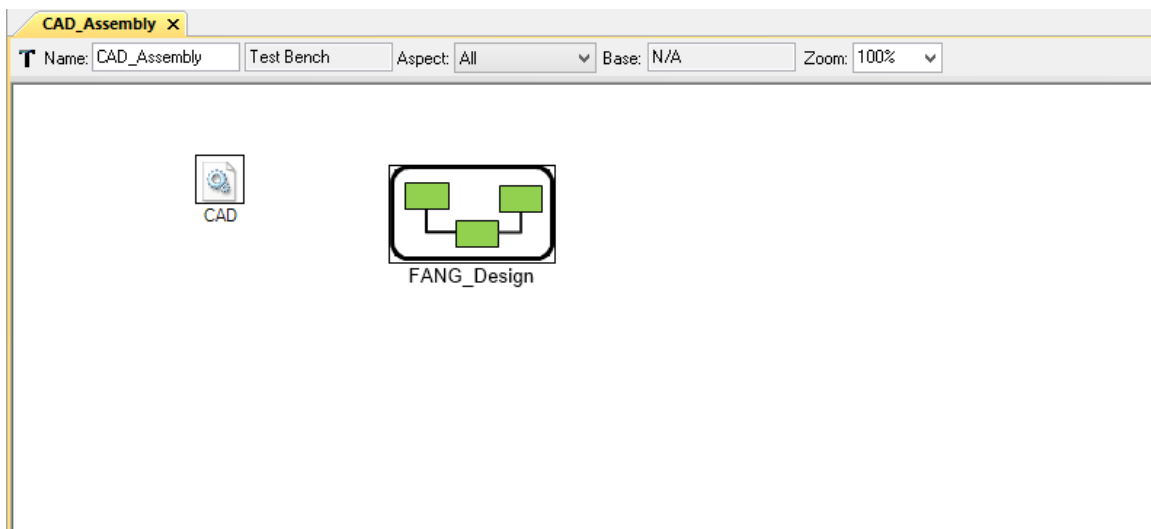 CAD_Assembly ×
T Name: CAD_Assembly Test Bench Aspect: All Base: N/A Zoom: 100%
CAD
FANG_Design